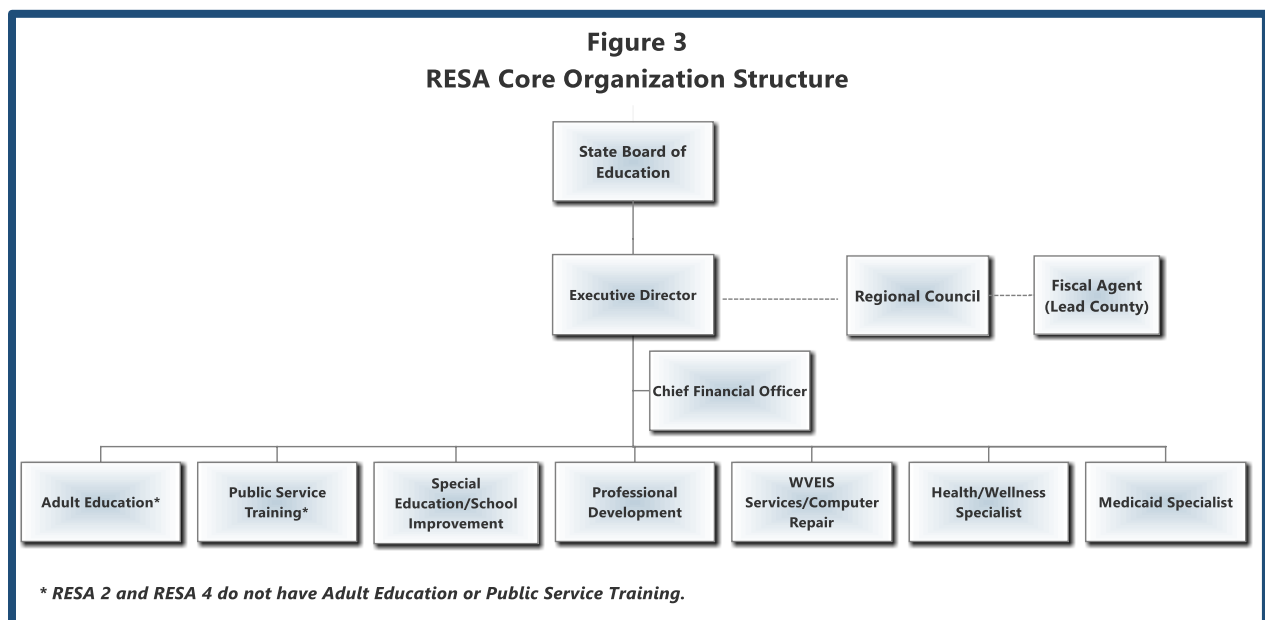 Figure 3
RESA Core Organization Structure
State Board of
Education
Executive Director
Regional Council
Fiscal Agent
(Lead County)
Chief Financial Officer
Adult Education*
Public Service
Training*
Special
Education/School
Improvement
Professional
Development
WVEIS
Services/Computer
Repair
Health/Wellness
Specialist
Medicaid Specialist
* RESA 2 and RESA 4 do not have Adult Education or Public Service Training.